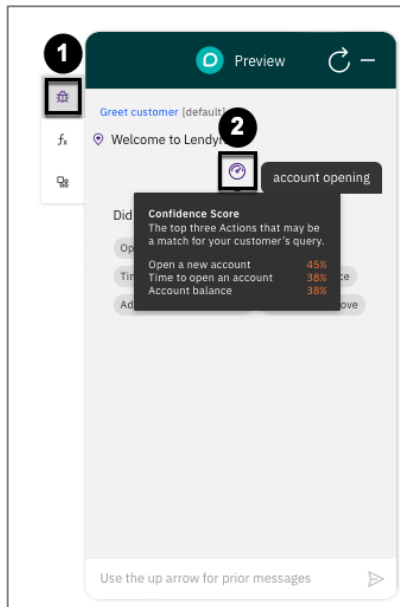 1
Preview
Greet customer [default]
2
Welcome to Lendyr
account opening
Did
Confidence Score
The top three Actions that may be
a match for your customer's query.
Open a new account 45%
Time to open an account 38%
Account balance 38%
Op
Tim
ce
Ad
ove
fx
Use the up arrow for prior messages